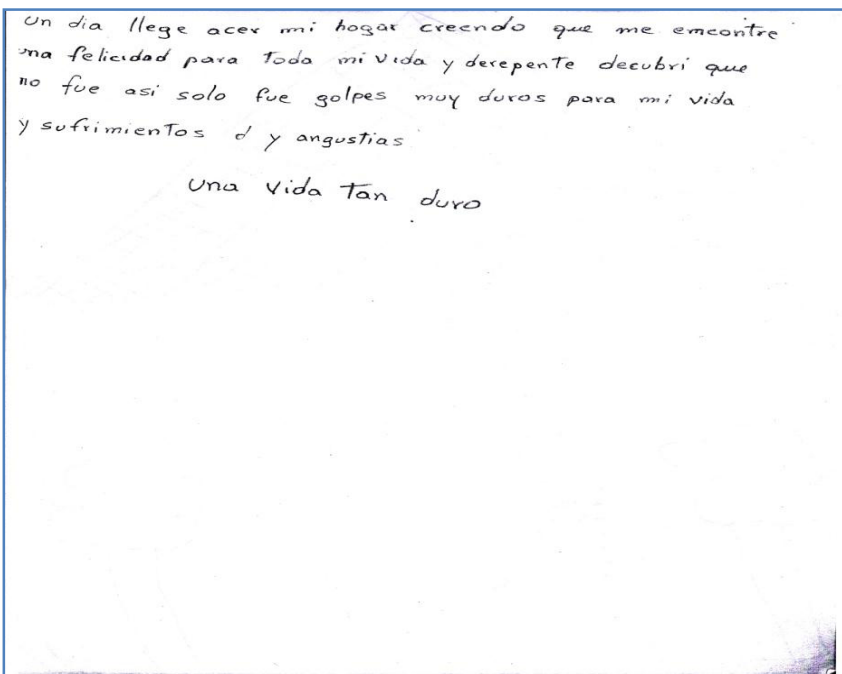 Un dia llege acer mi hogar creendo que me emcontre
una felicidad para toda mi vida y derepente decubri que
no fue asi solo fue golpes muy duros para mi vida
y sufrimientos d y angustias
una vida tan duro